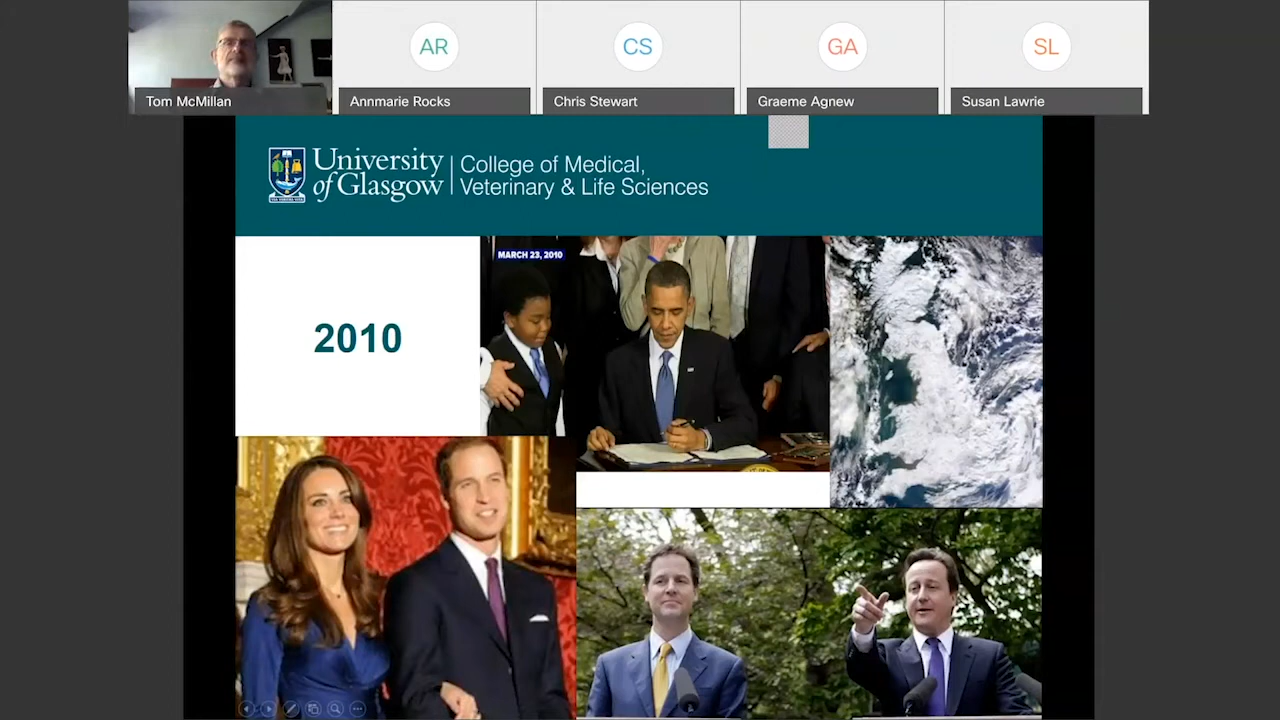 AR
CS
GA
SL
Tom McMillan
Annmarie Rocks
Chris Stewart
Graeme Agnew
Susan Lawrie
University
of Glasgow
College of Medical,
Veterinary & Life Sciences
MARCH 23, 2010
2010